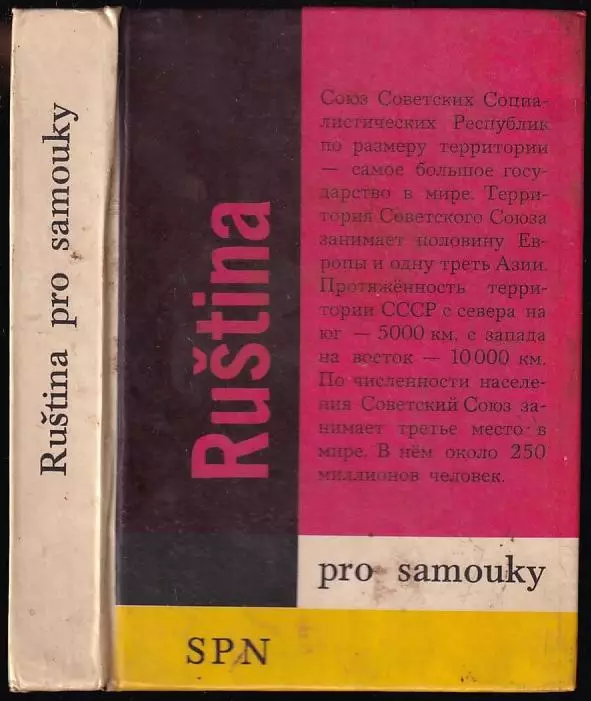 Ruština pro samouky
Ruština
Союз Советских Социа-
листических Республик
по размеру территории
— самое большое госу-
дарство в мире. Терри-
тория Советского Союза
занимает половину Ев-
ропы и одну треть Азии.
Протяжённость терри-
тории СССР с севера на
юг — 5000 км, с запада
на восток — 10 000 км.
По численности населе-
ния Советский Союз за-
нимает третье место в
мире. В нём около 250
миллионов человек.
pro samouky
SPN